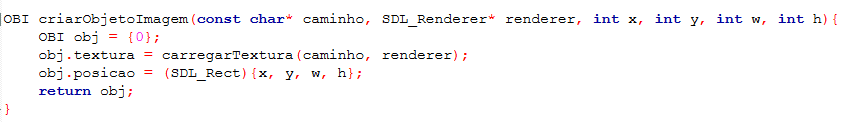 OBI criarObjetoImagem(const char* caminho, SDL_Renderer* renderer, int x, int y, int w, int h){
    OBI obj = {0};
    obj.textura = carregarTextura(caminho, renderer);
    obj.posicao = (SDL_Rect){x, y, w, h};
    return obj;
}